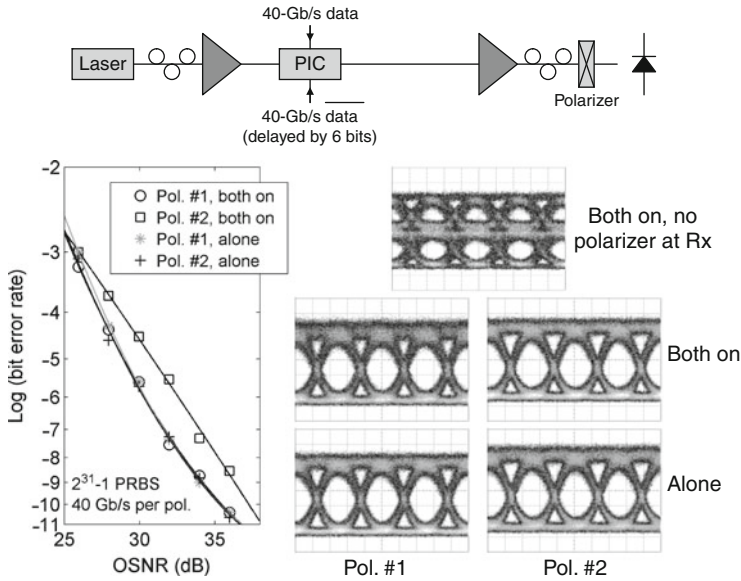 40-Gb/s data
Laser
PIC
40-Gb/s data
(delayed by 6 bits)
Polarizer
-2
-3
-4
-5
-6
-7
-8
-9
-10
-11
Log (bit error rate)
Pol. #1, both on
Pol. #2, both on
Pol. #1, alone
Pol. #2, alone
2³¹-1 PRBS
40 Gb/s per pol.
25
30
35
OSNR (dB)
Both on, no
polarizer at Rx
Both on
Alone
Pol. #1
Pol. #2